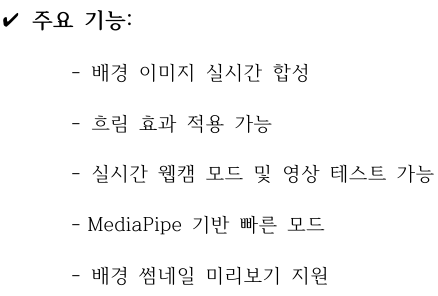 ✔ 주요 기능:
- 배경 이미지 실시간 합성
- 흐림 효과 적용 가능
- 실시간 웹캠 모드 및 영상 테스트 가능
- MediaPipe 기반 빠른 모드
- 배경 썸네일 미리보기 지원